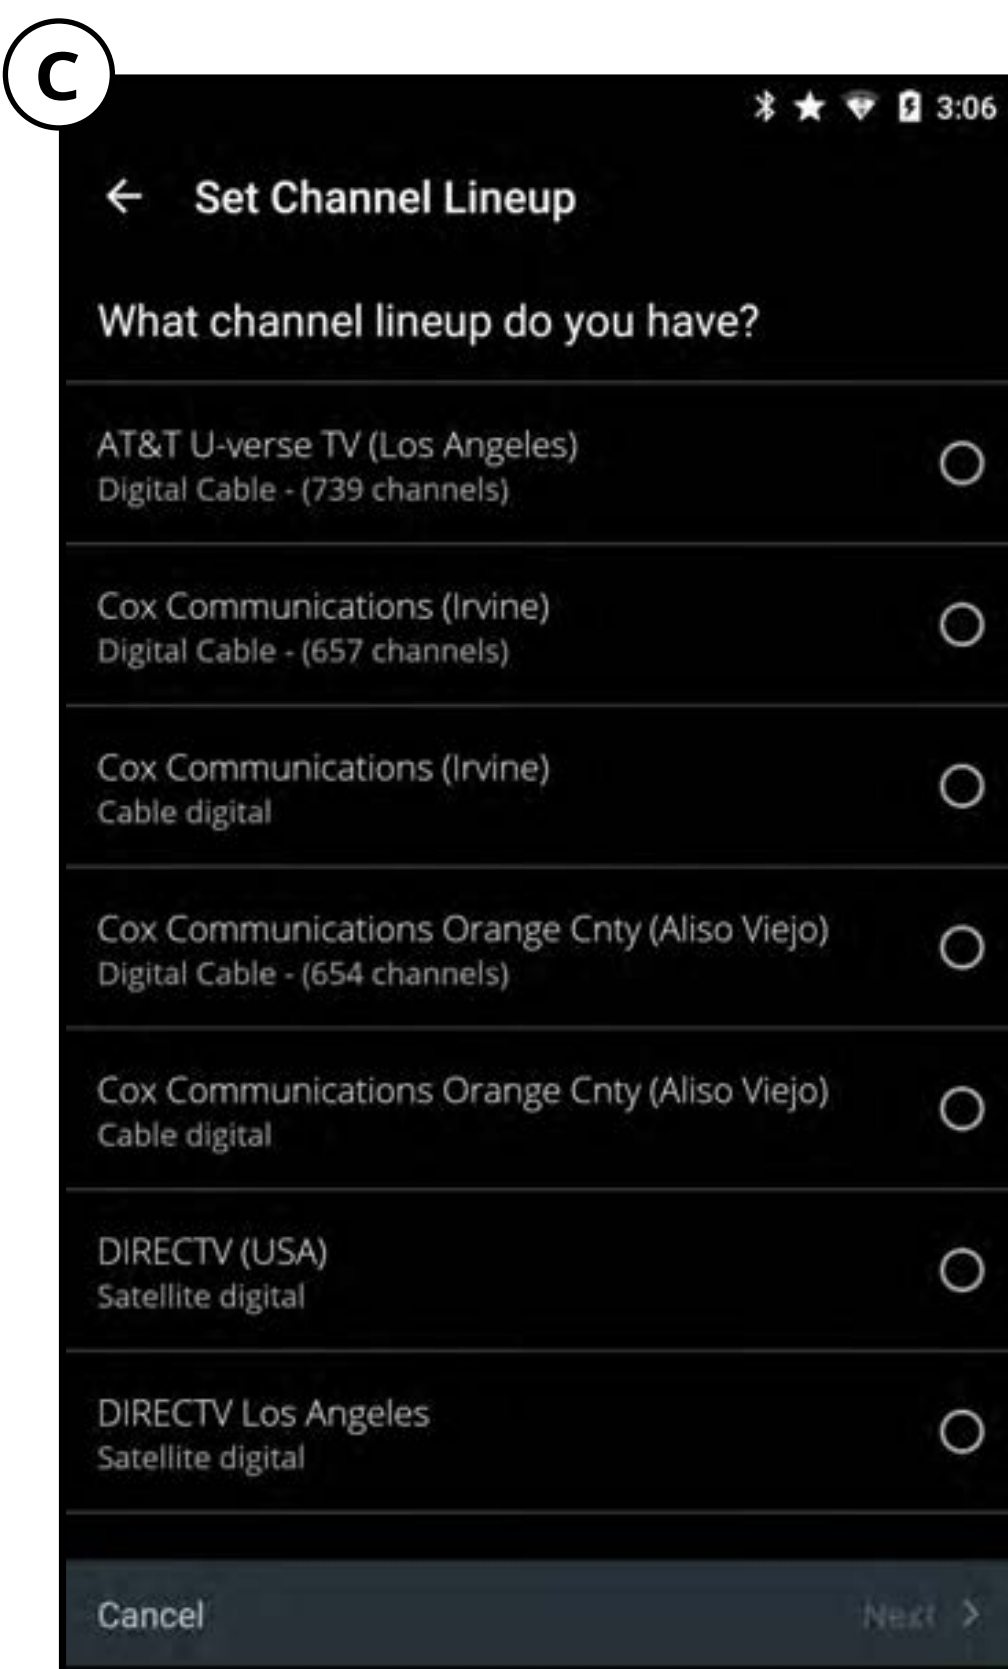 C
3:06
Set Channel Lineup
What channel lineup do you have?
AT&T U-verse TV (Los Angeles)
Digital Cable - (739 channels)
Cox Communications (Irvine)
Digital Cable - (657 channels)
Cox Communications (Irvine)
Cable digital
Cox Communications Orange Cnty (Aliso Viejo)
Digital Cable - (654 channels)
Cox Communications Orange Cnty (Aliso Viejo)
Cable digital
DIRECTV (USA)
Satellite digital
DIRECTV Los Angeles
Satellite digital
Cancel Next